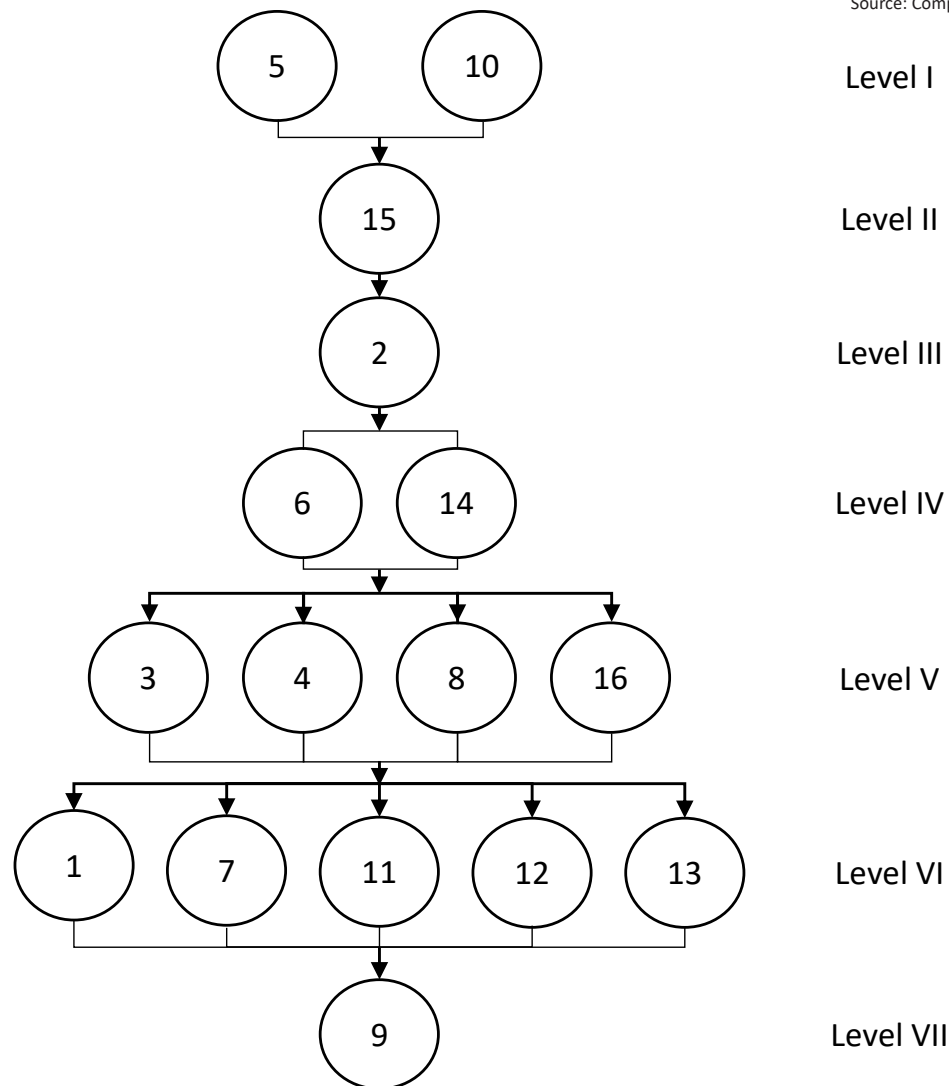 Source: Comp
5 10 Level I
15 Level II
2 Level III
6 14 Level IV
3 4 8 16 Level V
1 7 11 12 13 Level VI
9 Level VII